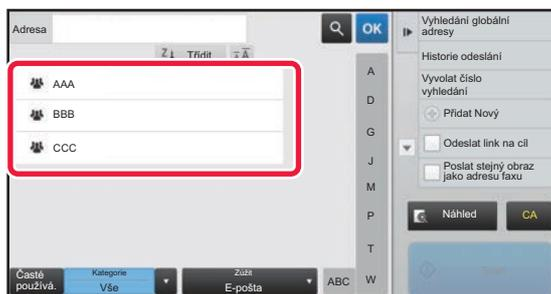 Adresa
OK
Z Třídit A
AAA
BBB
CCC
A
D
G
J
M
P
T
W
Časté
používá.
Kategorie
Vše
Zúžit
E-pošta
ABC
Vyhledání globální
adresy
Historie odeslání
Vyvolat číslo
vyhledání
Přidat Nový
Odeslat link na cíl
Poslat stejný obraz
jako adresu faxu
Náhled
CA
Start